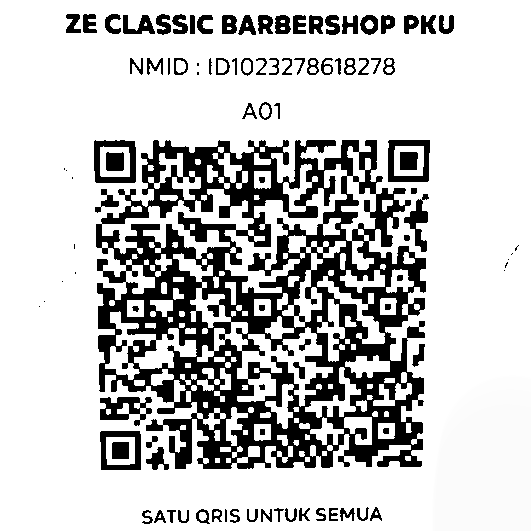 ZE CLASSIC BARBERSHOP PKU
NMID : ID1023278618278
A01
SATU QRIS UNTUK SEMUA